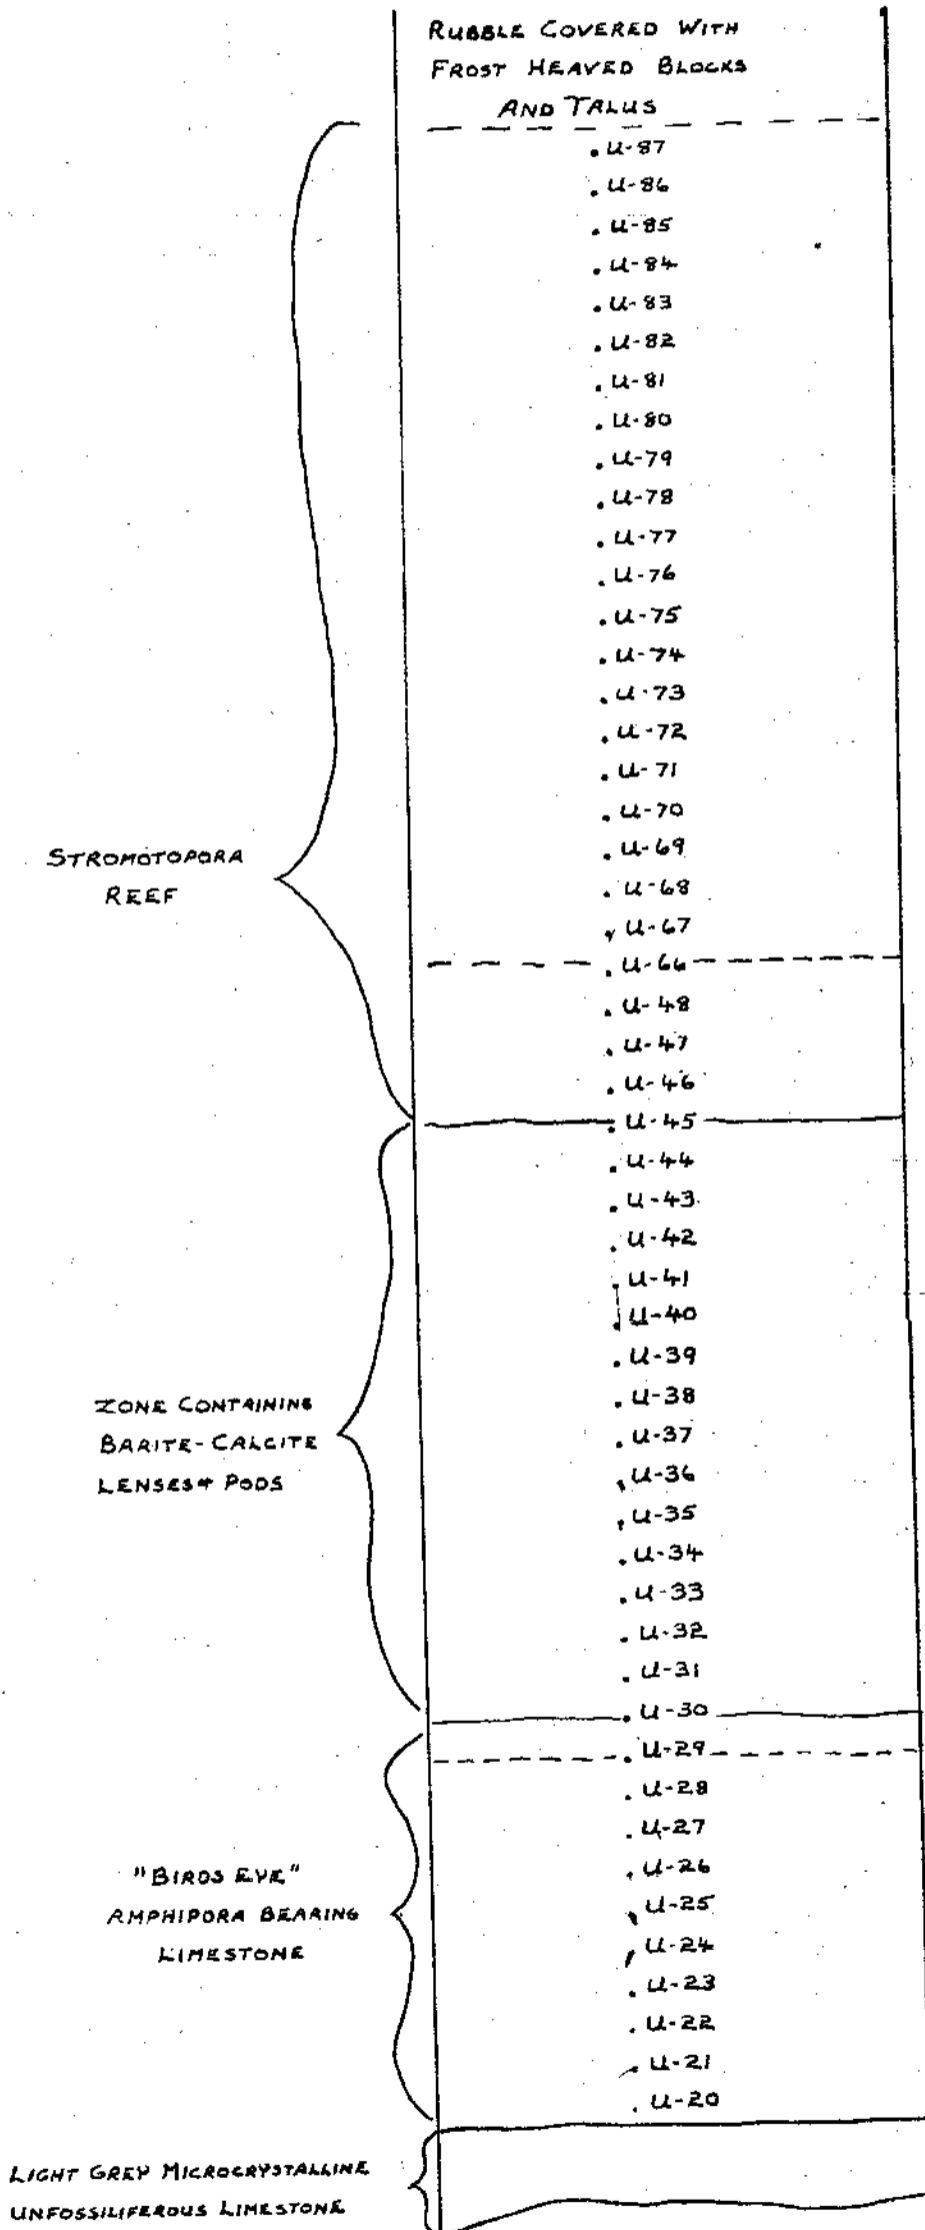 RUBBLE COVERED WITH
FROST HEAVED BLOCKS
AND TALUS
U-87
U-86
U-85
U-84
U-83
U-82
U-81
U-80
U-79
U-78
U-77
U-76
U-75
U-74
U-73
U-72
U-71
U-70
U-69
U-68
U-67
U-66
U-48
U-47
U-46
U-45
STROMOTOPORA
REEF
U-44
U-43
U-42
U-41
U-40
U-39
U-38
U-37
U-36
U-35
U-34
U-33
U-32
U-31
U-30
ZONE CONTAINING
BARITE-CALCITE
LENSES + PODS
U-29
U-28
U-27
U-26
U-25
U-24
U-23
U-22
U-21
U-20
"BIRDS EYE"
AMPHIPORA BEARING
LIMESTONE
LIGHT GREY MICROCRYSTALLINE
UNFOSSILIFEROUS LIMESTONE